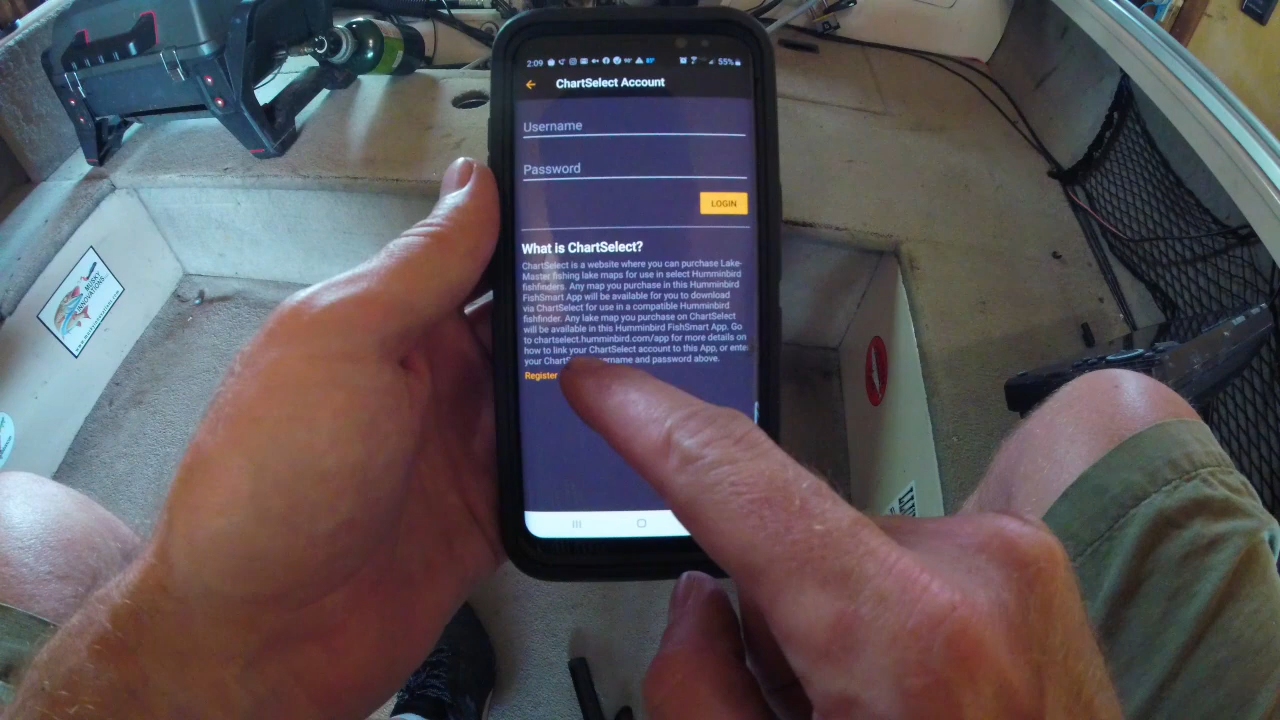 2:09
55%
ChartSelect Account
Username
Password
LOGIN
What is ChartSelect?
ChartSelect is a website where you can purchase Lake-
Master fishing lake maps for use in select Humminbird
fishfinders. Any map you purchase in this Humminbird
FishSmart App will be available for you to download
via ChartSelect for use in a compatible Humminbird
fishfinder. Any lake map you purchase on ChartSelect
will be available in this Humminbird FishSmart App. Go
to chartselect.humminbird.com/app for more details on
how to link your ChartSelect account to this App, or enter
your and password above.
Register
MUSKY
INNOVATIONS